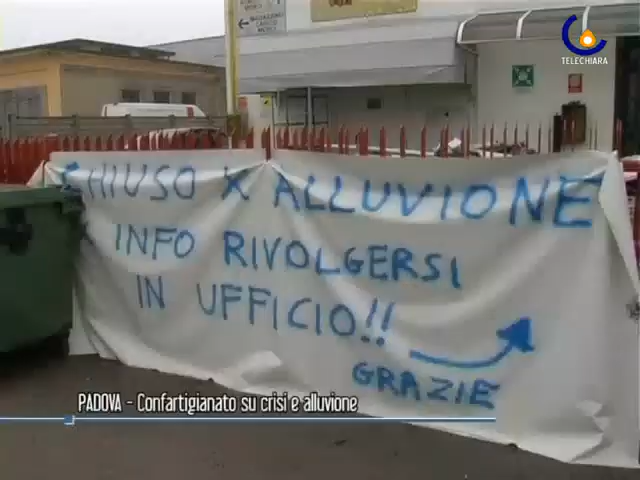 TELECHIARA
CHIUSO X ALLUVIONE
INFO RIVOLGERSI
IN UFFICIO!!
GRAZIE
PADOVA - Confartigianato su crisi e alluvione